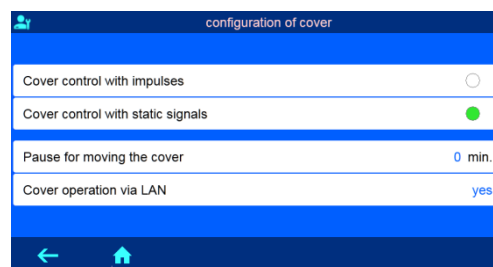 configuration of cover
Cover control with impulses
Cover control with static signals
Pause for moving the cover 0 min.
Cover operation via LAN yes